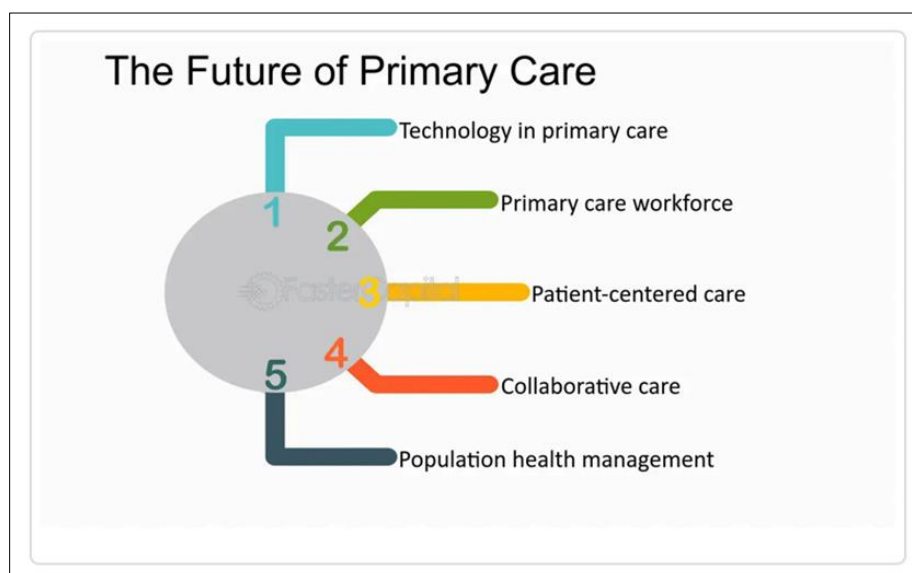 The Future of Primary Care
1
Technology in primary care
2
Primary care workforce
FasterCapital
3
Patient-centered care
4
Collaborative care
5
Population health management